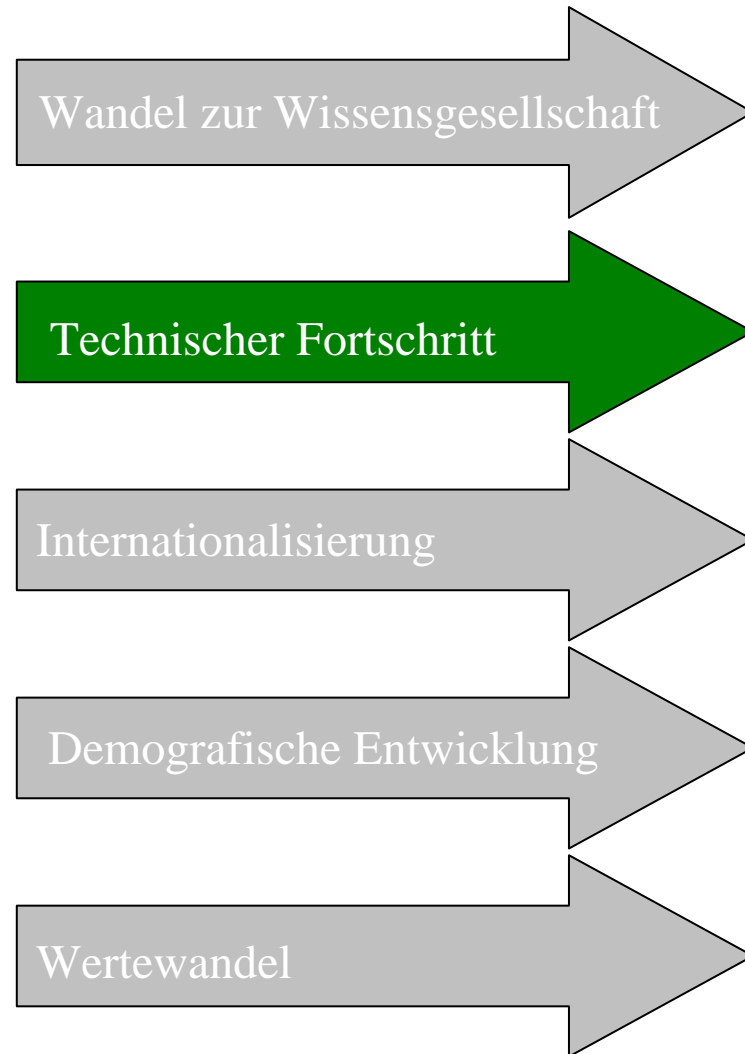 Wandel zur Wissensgesellschaft
Technischer Fortschritt
Internationalisierung
Demografische Entwicklung
Wertewandel